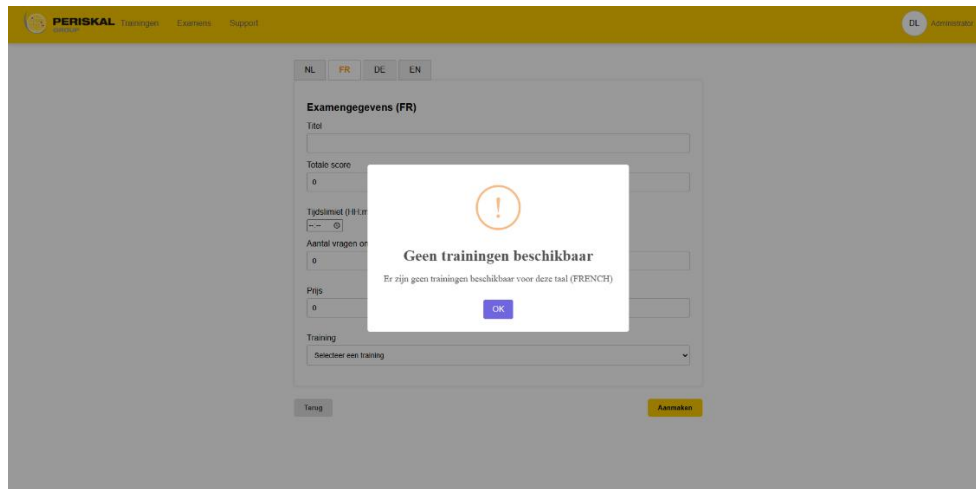 PERISKAL
GROUP
Trainingen Examens Support
DL Administrator
NL FR DE EN
Examengegevens (FR)
Titel
Totale score
0
Tijdslimiet (HH:m
--:--
Aantal vragen on
0
Prijs
0
Training
Selecteer een training
Geen trainingen beschikbaar
Er zijn geen trainingen beschikbaar voor deze taal (FRENCH)
OK
Terug
Aanmaken